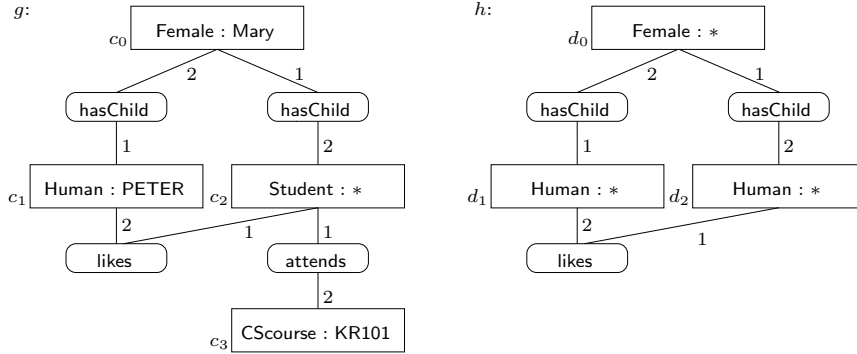 g:
h:
c0 Female : Mary
d0 Female : *
2 1
2 1
hasChild hasChild
hasChild hasChild
1 2
1 2
c1 Human : PETER
c2 Student : *
d1 Human : *
d2 Human : *
2 1 1
2 1
likes attends
likes
2
c3 CScourse : KR101